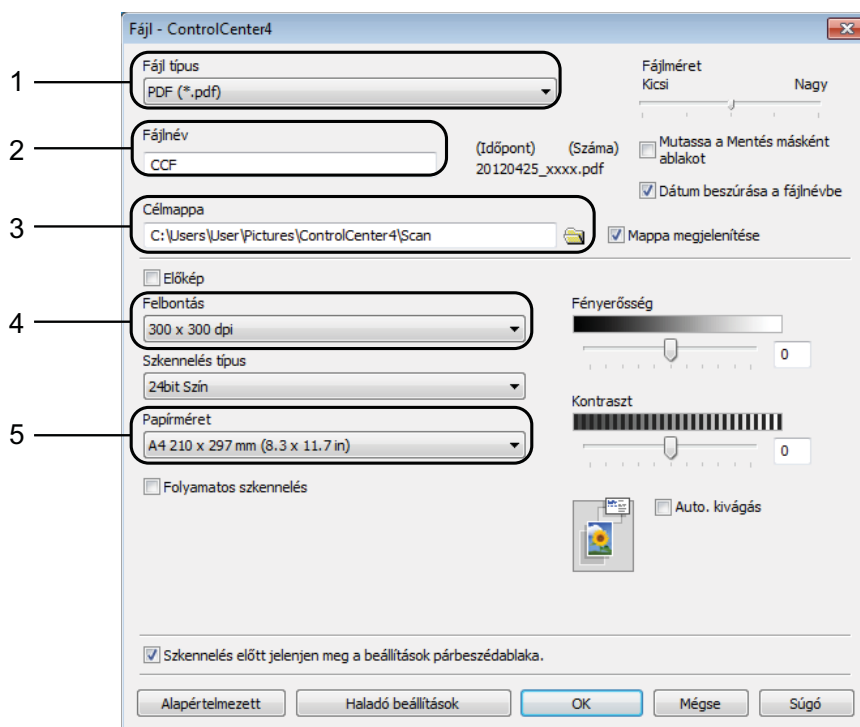 Fájl - ControlCenter4
1
Fájl típus
PDF (*.pdf)
Fájlméret
Kicsi Nagy
2
Fájlnév
CCF
(Időpont) (Száma)
20120425_xxxx.pdf
Mutassa a Mentés másként
ablakot
Dátum beszúrása a fájlnévbe
3
Célmappa
C:\Users\User\Pictures\ControlCenter4\Scan
Mappa megjelenítése
Előkép
4
Felbontás
300 x 300 dpi
Fényerősség
0
Szkennelés típus
24bit Szín
Kontraszt
0
5
Papírméret
A4 210 x 297 mm (8.3 x 11.7 in)
Folyamatos szkennelés
Auto. kivágás
Szkennelés előtt jelenjen meg a beállítások párbeszédablaka.
Alapértelmezett Haladó beállítások OK Mégse Súgó